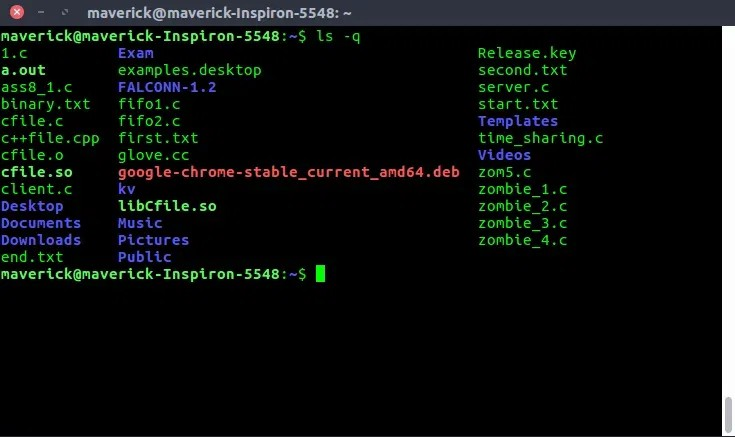 maverick@maverick-Inspiron-5548: ~
maverick@maverick-Inspiron-5548:~$ ls -q
1.c Exam Release.key
a.out examples.desktop second.txt
ass8_1.c FALCONN-1.2 server.c
binary.txt fifo1.c start.txt
cfile.c fifo2.c Templates
c++file.cpp first.txt time_sharing.c
cfile.o glove.cc Videos
cfile.so google-chrome-stable_current_amd64.deb zom5.c
client.c kv zombie_1.c
Desktop libCfile.so zombie_2.c
Documents Music zombie_3.c
Downloads Pictures zombie_4.c
end.txt Public
maverick@maverick-Inspiron-5548:~$